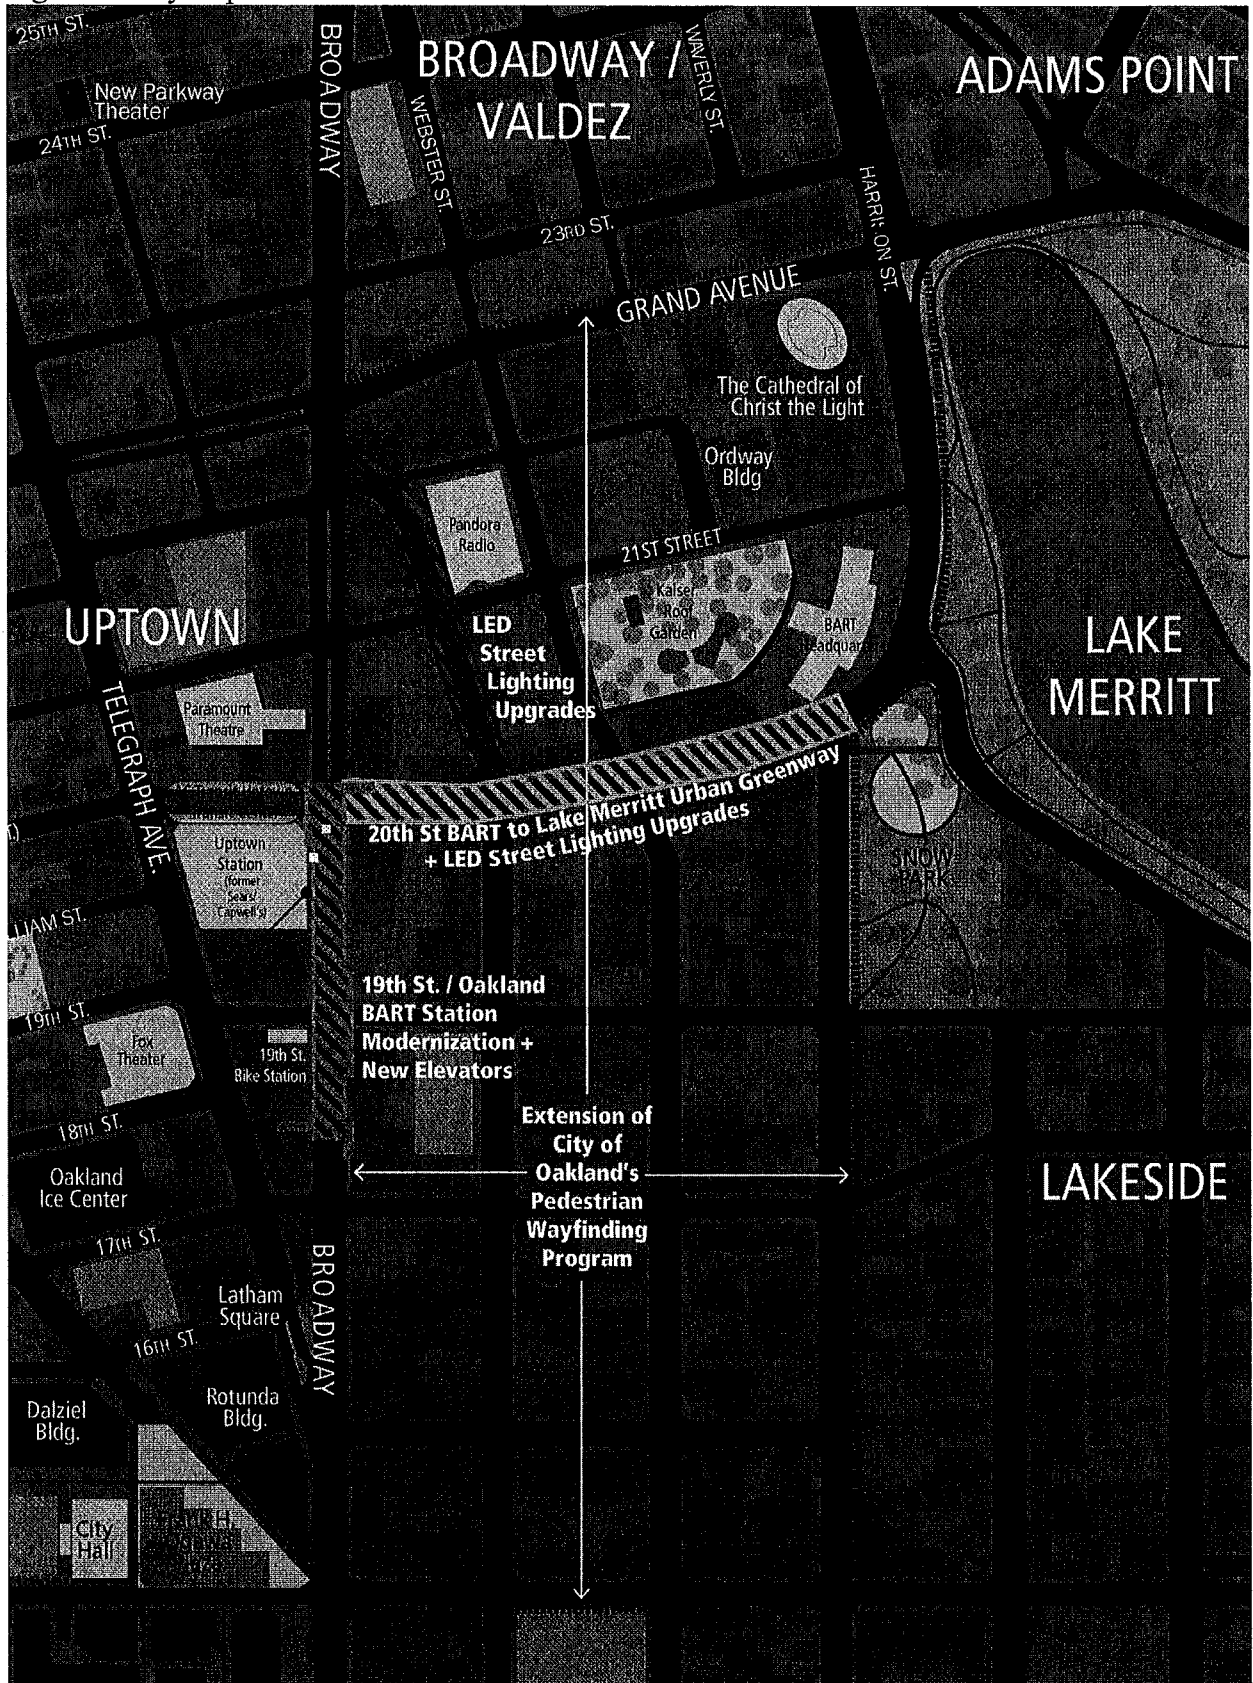 25TH ST.
BROADWAY
BROADWAY /
VALDEZ
WAVERLY ST.
ADAMS POINT
New Parkway
Theater
24TH ST.
WEBSTER ST.
23RD ST.
HARRISON ST.
GRAND AVENUE
The Cathedral of
Christ the Light
Ordway
Bldg
Pandora
Radio
21ST STREET
Kaiser
Roof
Garden
BART
UPTOWN
LED
Street
Lighting
Upgrades
LAKE
MERRITT
TELEGRAPH AVE.
Paramount
Theatre
20th St BART to Lake Merritt Urban Greenway
+ LED Street Lighting Upgrades
Uptown
Station
(former
Sears/
Capwell's)
SNOW
PARK
LIAM ST.
19th St. / Oakland
BART Station
Modernization +
New Elevators
19TH ST.
Fox
Theater
19th St.
Bike Station
18TH ST.
Extension of
City of
Oakland's
Pedestrian
Wayfinding
Program
Oakland
Ice Center
LAKESIDE
17TH ST.
BROADWAY
Latham
Square
16TH ST.
Rotunda
Bldg.
Dalziel
Bldg.
City
Hall